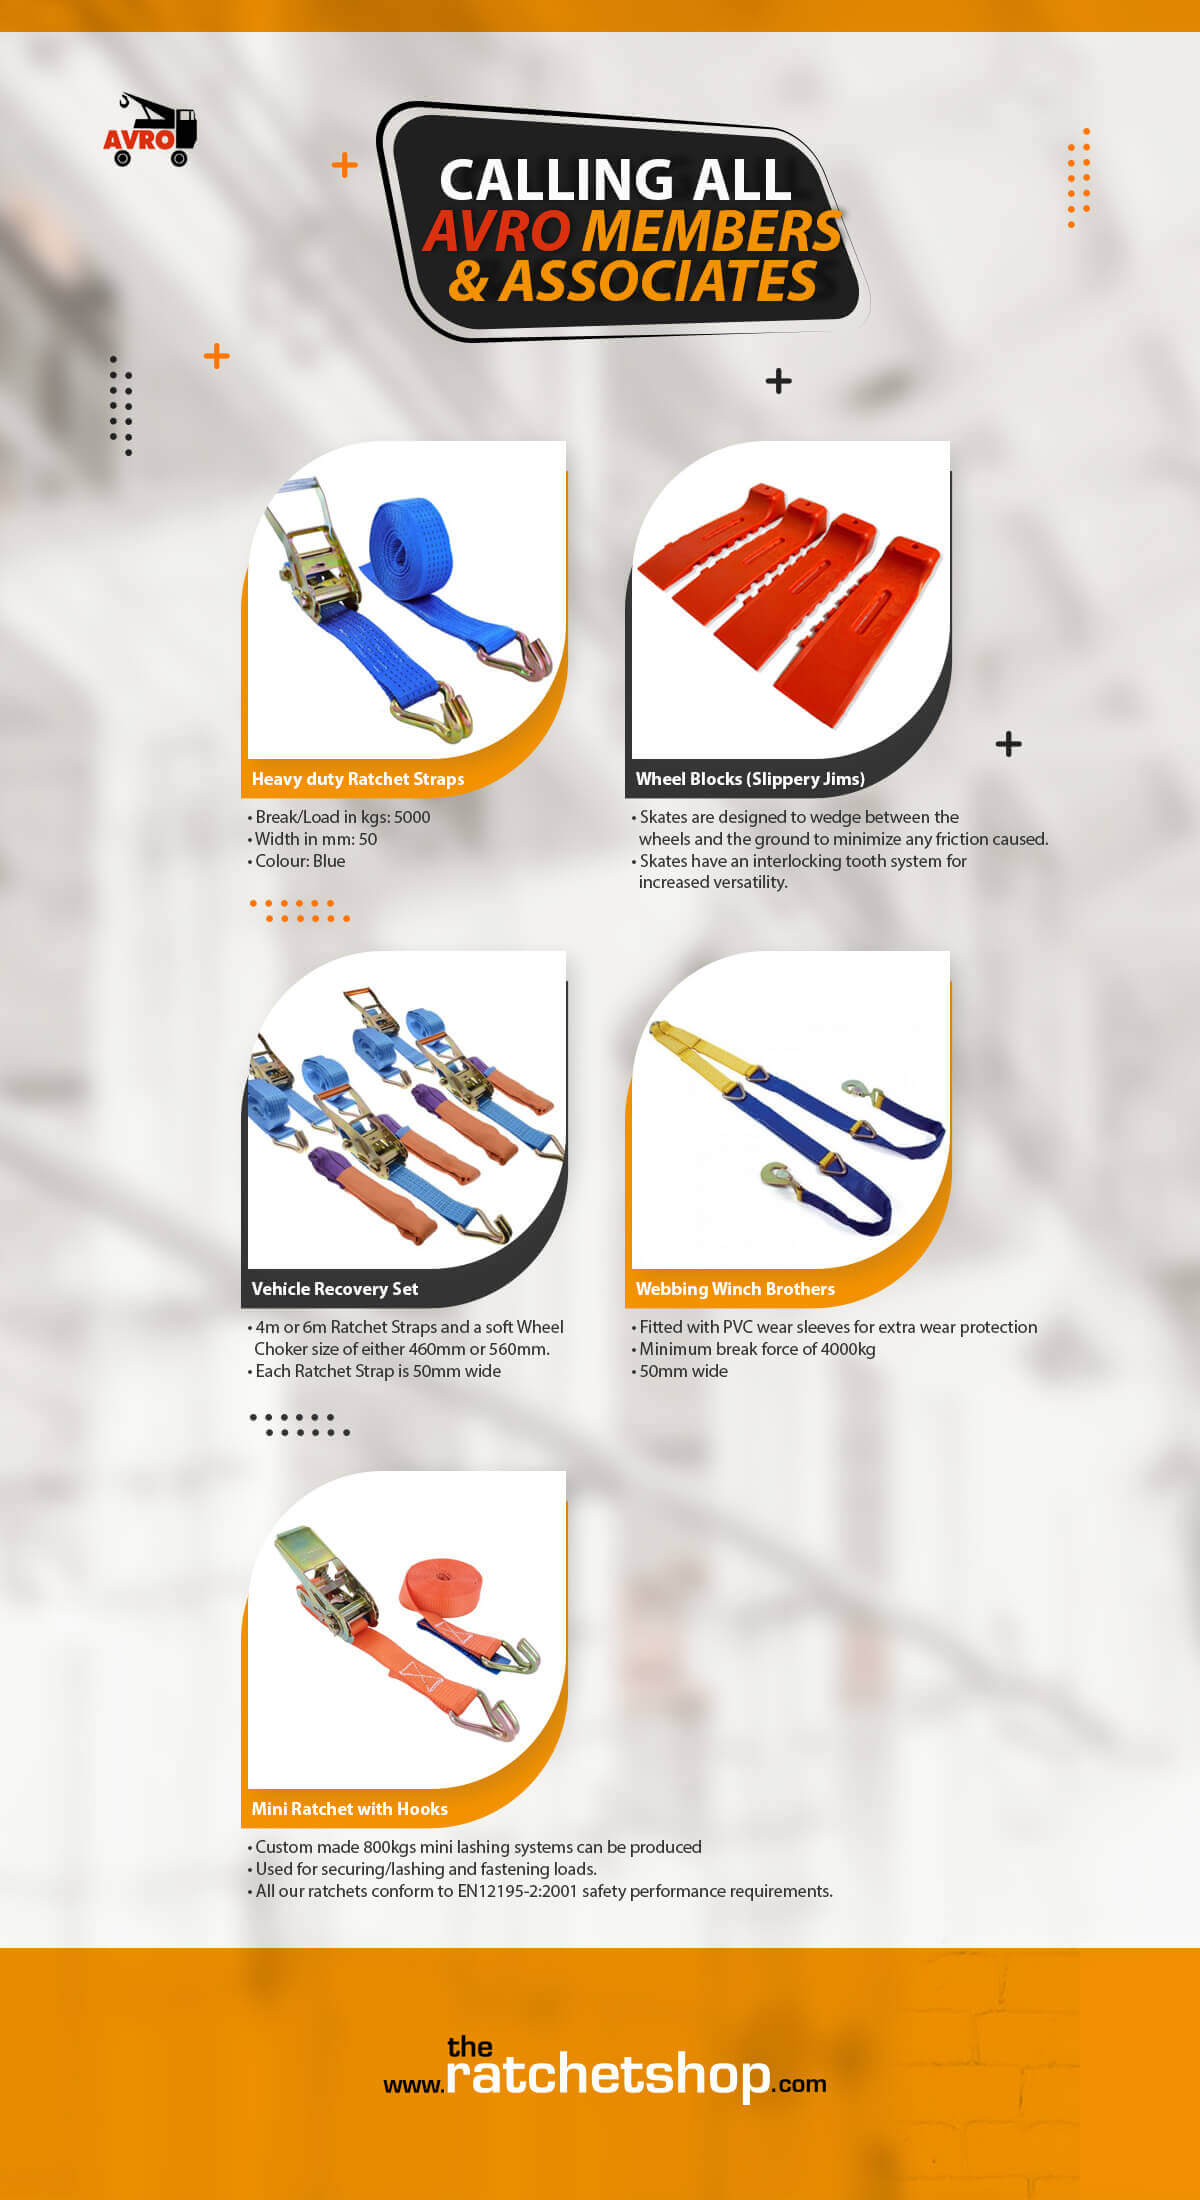 AVRO
CALLING ALL
AVRO MEMBERS
& ASSOCIATES
Heavy duty Ratchet Straps
• Break/Load in kgs: 5000
• Width in mm: 50
• Colour: Blue
Wheel Blocks (Slippery Jims)
• Skates are designed to wedge between the
wheels and the ground to minimize any friction caused.
• Skates have an interlocking tooth system for
increased versatility.
Vehicle Recovery Set
• 4m or 6m Ratchet Straps and a soft Wheel
Choker size of either 460mm or 560mm.
• Each Ratchet Strap is 50mm wide
Webbing Winch Brothers
• Fitted with PVC wear sleeves for extra wear protection
• Minimum break force of 4000kg
• 50mm wide
Mini Ratchet with Hooks
• Custom made 800kgs mini lashing systems can be produced
• Used for securing/lashing and fastening loads.
• All our ratchets conform to EN12195-2:2001 safety performance requirements.
the
www.ratchetshop.com